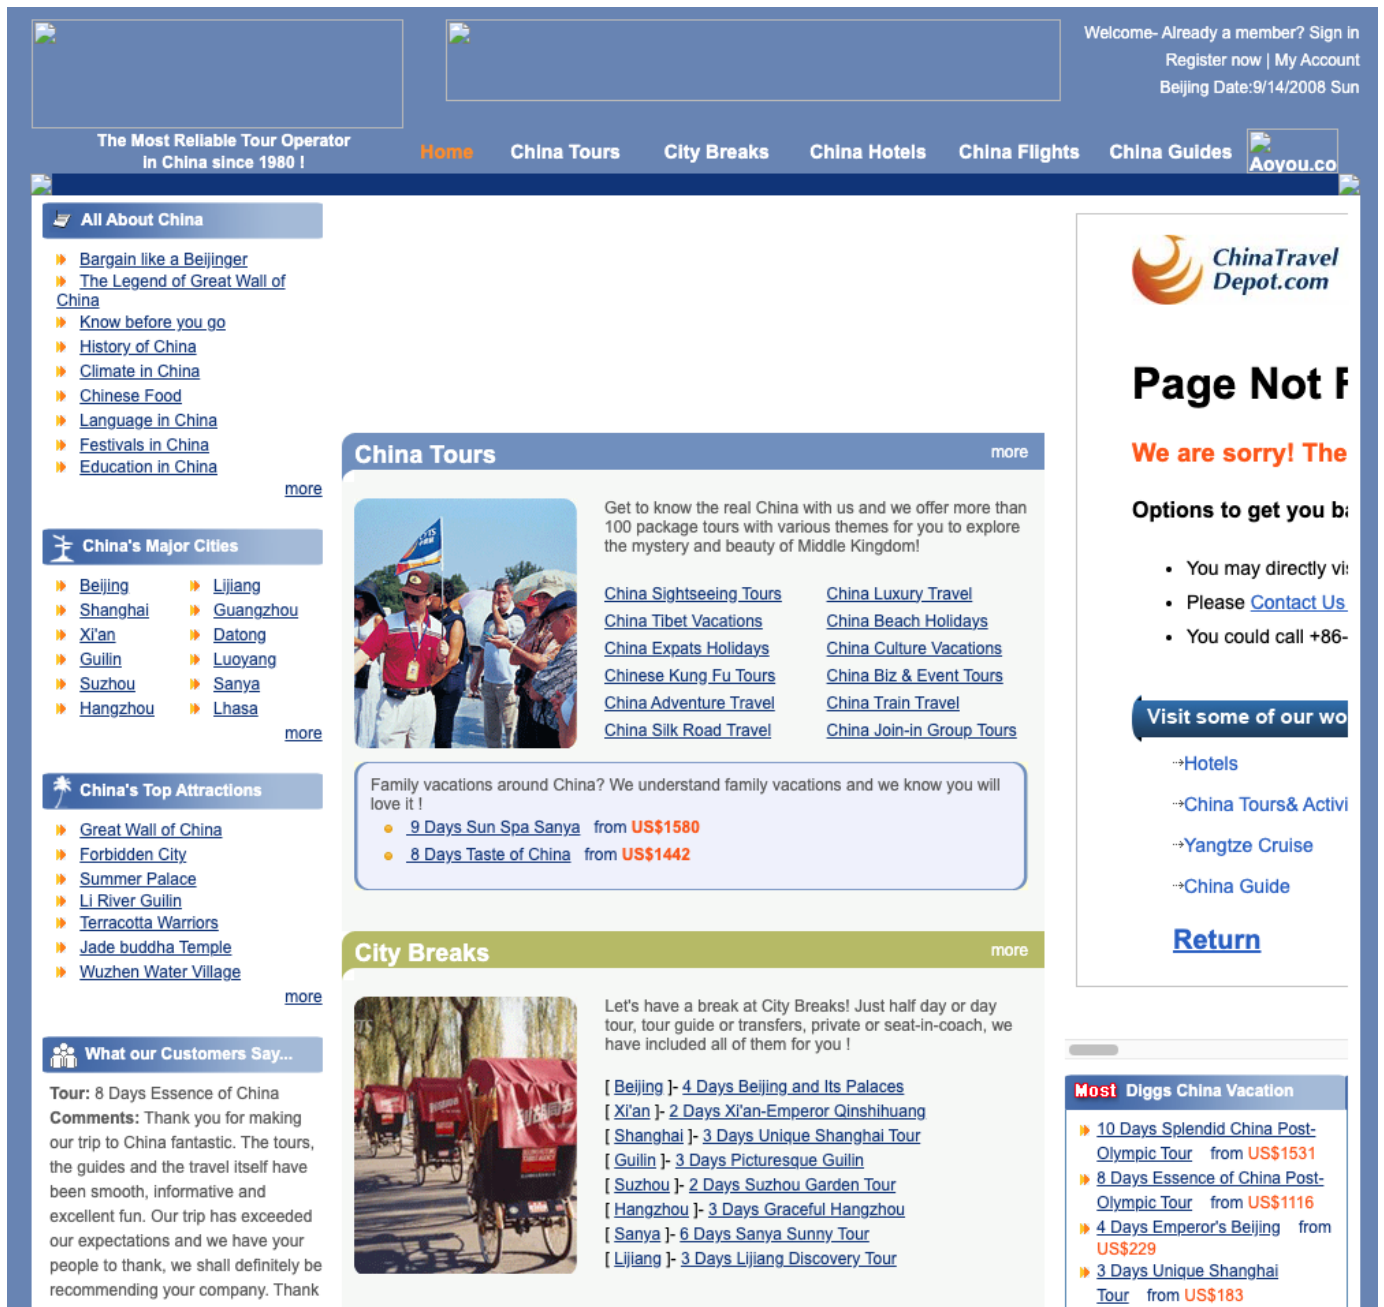 Welcome- Already a member? Sign in
Register now | My Account
Beijing Date:9/14/2008 Sun
The Most Reliable Tour Operator
in China since 1980 !
Home China Tours City Breaks China Hotels China Flights China Guides Aoyou.co
All About China
Bargain like a Beijinger
The Legend of Great Wall of
China
Know before you go
History of China
Climate in China
Chinese Food
Language in China
Festivals in China
Education in China
more
China's Major Cities
Beijing Lijiang
Shanghai Guangzhou
Xi'an Datong
Guilin Luoyang
Suzhou Sanya
Hangzhou Lhasa
more
China's Top Attractions
Great Wall of China
Forbidden City
Summer Palace
Li River Guilin
Terracotta Warriors
Jade buddha Temple
Wuzhen Water Village
more
What our Customers Say...
Tour: 8 Days Essence of China
Comments: Thank you for making
our trip to China fantastic. The tours,
the guides and the travel itself have
been smooth, informative and
excellent fun. Our trip has exceeded
our expectations and we have your
people to thank, we shall definitely be
recommending your company. Thank
China Tours more
Get to know the real China with us and we offer more than
100 package tours with various themes for you to explore
the mystery and beauty of Middle Kingdom!
China Sightseeing Tours China Luxury Travel
China Tibet Vacations China Beach Holidays
China Expats Holidays China Culture Vacations
Chinese Kung Fu Tours China Biz & Event Tours
China Adventure Travel China Train Travel
China Silk Road Travel China Join-in Group Tours
Family vacations around China? We understand family vacations and we know you will
love it !
9 Days Sun Spa Sanya from US$1580
8 Days Taste of China from US$1442
City Breaks more
Let's have a break at City Breaks! Just half day or day
tour, tour guide or transfers, private or seat-in-coach, we
have included all of them for you !
[ Beijing ]- 4 Days Beijing and Its Palaces
[ Xi'an ]- 2 Days Xi'an-Emperor Qinshihuang
[ Shanghai ]- 3 Days Unique Shanghai Tour
[ Guilin ]- 3 Days Picturesque Guilin
[ Suzhou ]- 2 Days Suzhou Garden Tour
[ Hangzhou ]- 3 Days Graceful Hangzhou
[ Sanya ]- 6 Days Sanya Sunny Tour
[ Lijiang ]- 3 Days Lijiang Discovery Tour
ChinaTravel
Depot.com
Page Not F
We are sorry! The
Options to get you ba
You may directly vis
Please Contact Us
You could call +86-
Visit some of our wo
Hotels
China Tours& Activi
Yangtze Cruise
China Guide
Return
Most Diggs China Vacation
10 Days Splendid China Post-
Olympic Tour from US$1531
8 Days Essence of China Post-
Olympic Tour from US$1116
4 Days Emperor's Beijing from
US$229
3 Days Unique Shanghai
Tour from US$183